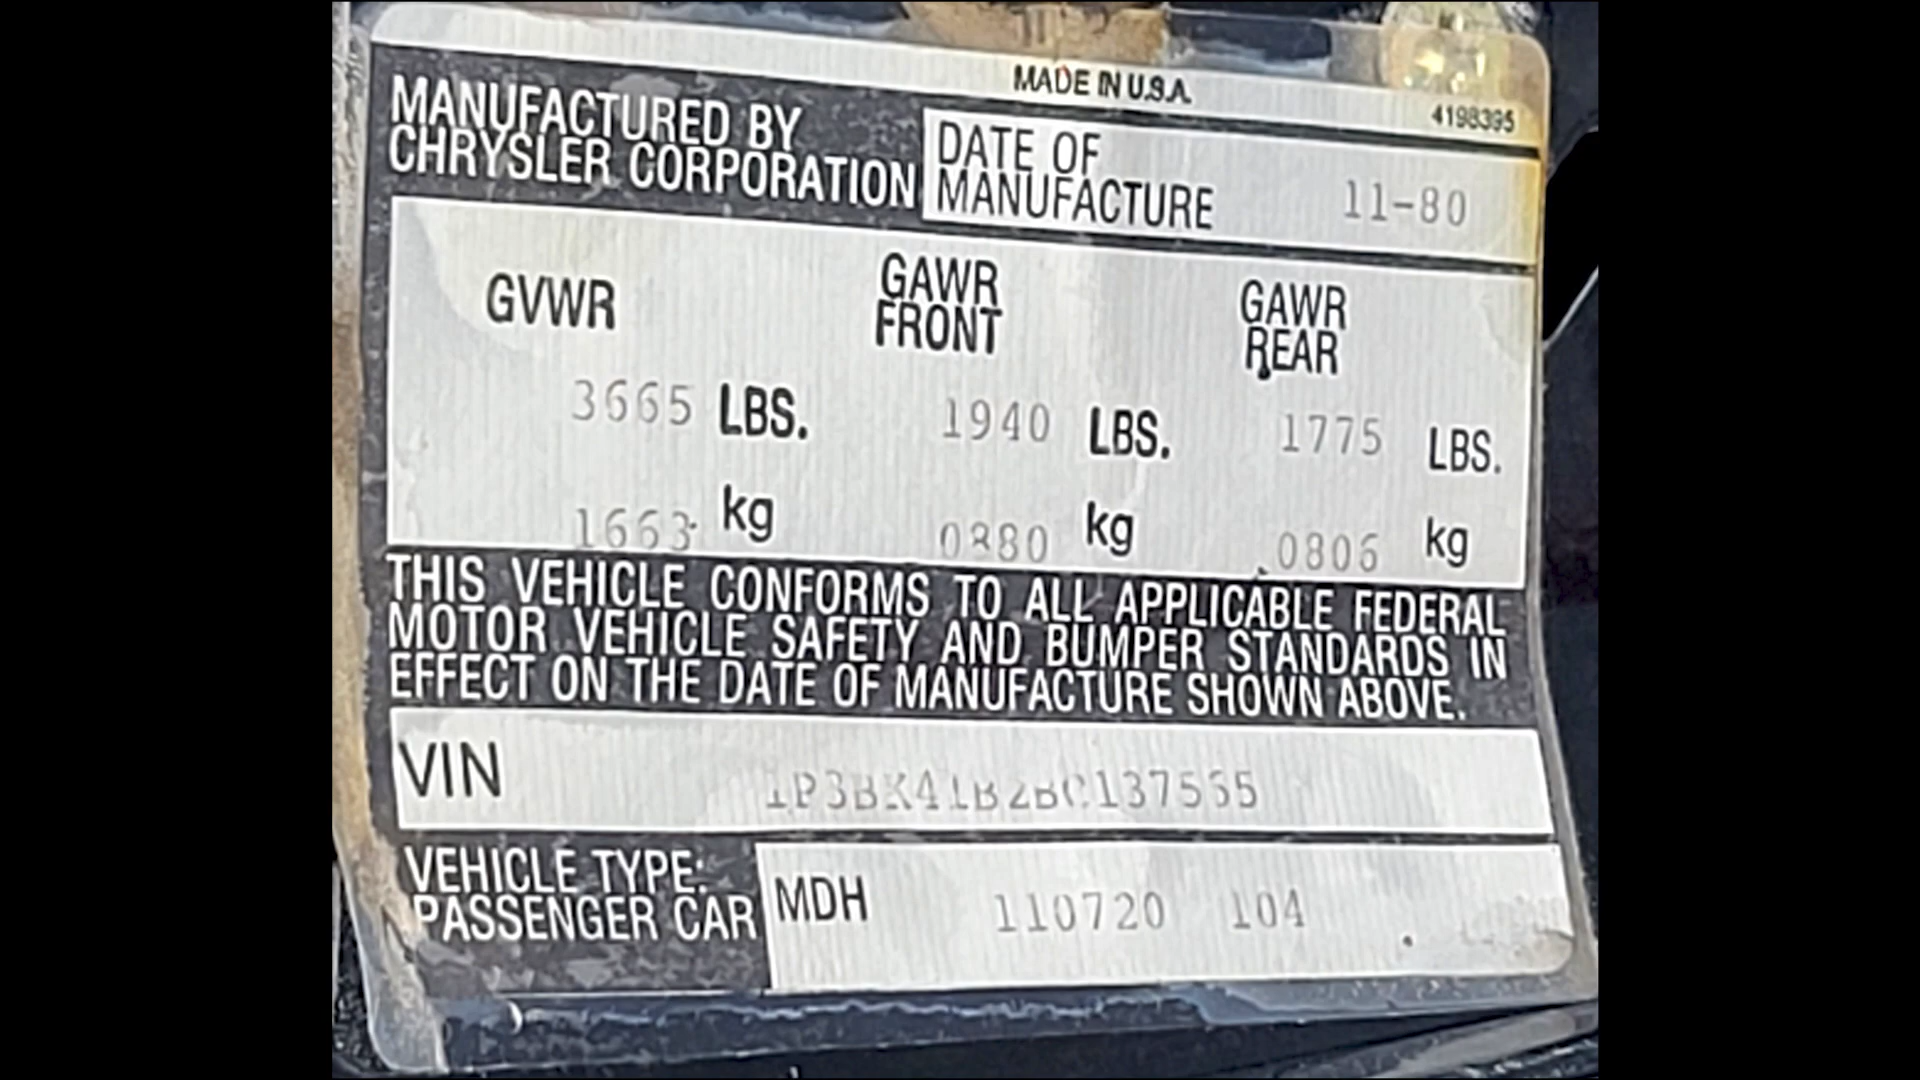 MADE IN U.S.A.
4198395
MANUFACTURED BY
CHRYSLER CORPORATION
DATE OF
MANUFACTURE 11-80
GVWR GAWR FRONT GAWR REAR
3665 LBS. 1940 LBS. 1775 LBS.
1663 kg 0880 kg 0806 kg
THIS VEHICLE CONFORMS TO ALL APPLICABLE FEDERAL
MOTOR VEHICLE SAFETY AND BUMPER STANDARDS IN
EFFECT ON THE DATE OF MANUFACTURE SHOWN ABOVE.
VIN
VEHICLE TYPE:
PASSENGER CAR
MDH 110720 104